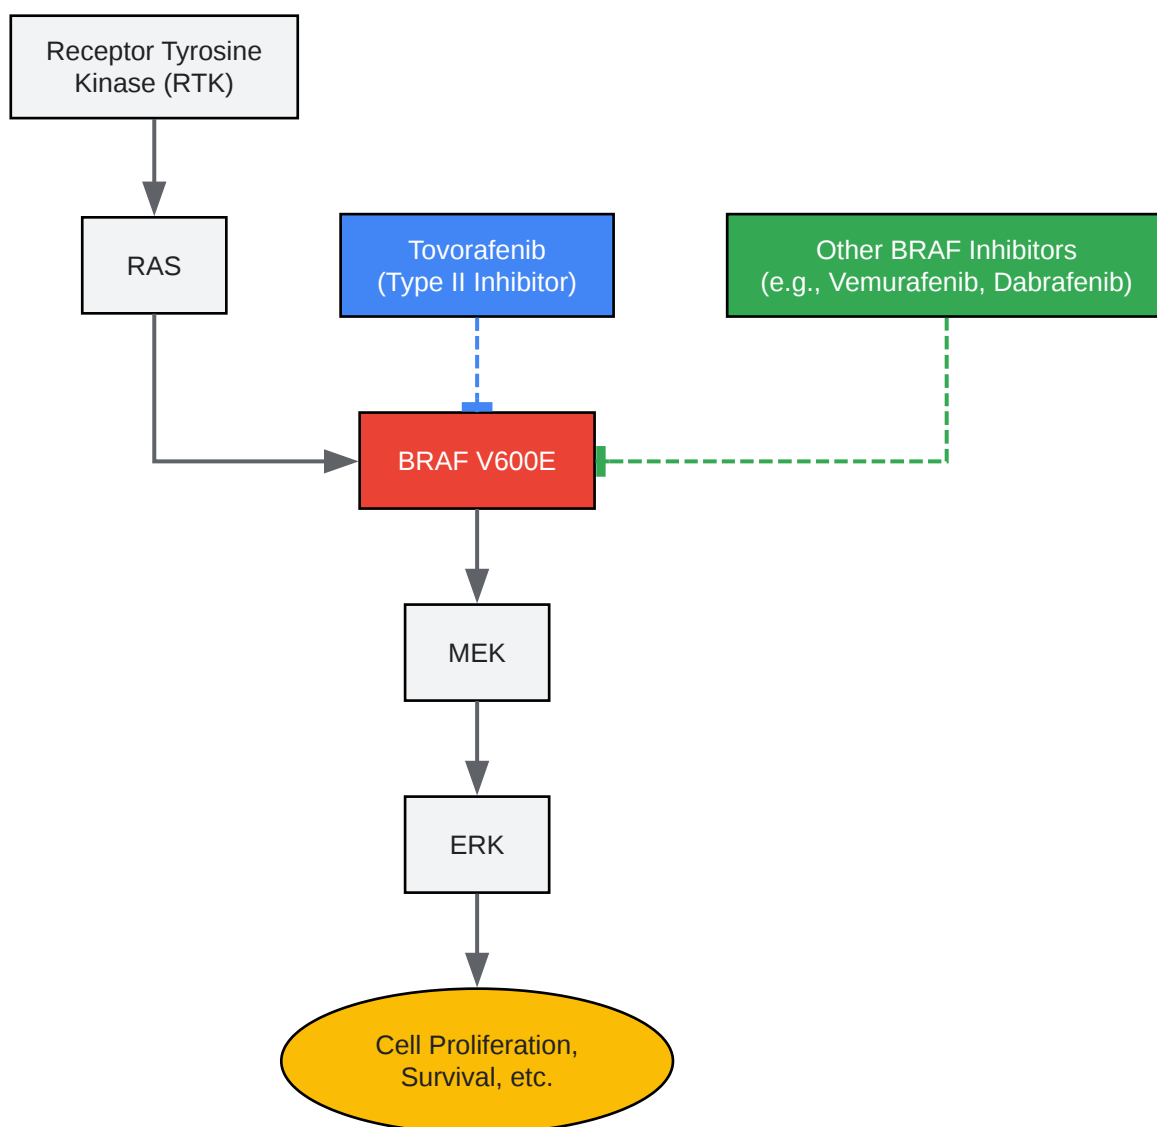 Receptor Tyrosine
Kinase (RTK)
RAS
Tovorafenib
(Type II Inhibitor)
Other BRAF Inhibitors
(e.g., Vemurafenib, Dabrafenib)
BRAF V600E
MEK
ERK
Cell Proliferation,
Survival, etc.